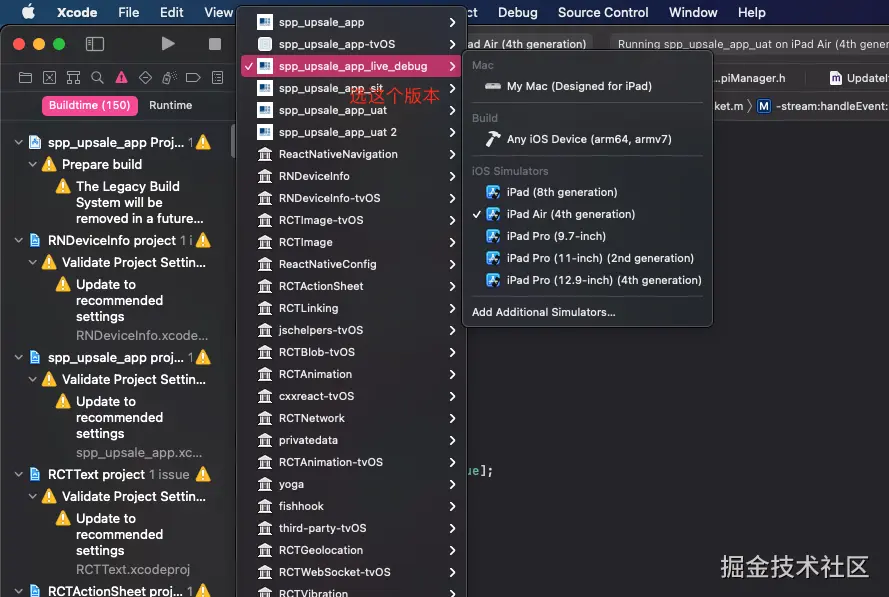 Xcode File Edit View
ct Debug Source Control Window Help
ad Air (4th generation)
Running spp_upsale_app_uat on iPad Air (4th gener
Buildtime (150) Runtime
spp_upsale_app Proj... 1
Prepare build
The Legacy Build
System will be
removed in a future...
RNDeviceInfo project 1 i
Validate Project Settin...
Update to
recommended
settings
RNDeviceInfo.xcode...
spp_upsale_app proj... 1
Validate Project Settin...
Update to
recommended
settings
spp_upsale_app.xc...
RCTText project 1 issue
Validate Project Settin...
Update to
recommended
settings
RCTText.xcodeproj
RCTActionSheet proj... 1
spp_upsale_app
spp_upsale_app-tvOS
spp_upsale_app_live_debug
spp_upsale_app_sit
选这个版本
spp_upsale_app_uat
spp_upsale_app_uat 2
ReactNativeNavigation
RNDeviceInfo
RNDeviceInfo-tvOS
RCTImage-tvOS
RCTImage
ReactNativeConfig
RCTActionSheet
RCTLinking
jschelpers-tvOS
RCTBlob-tvOS
RCTAnimation
cxxreact-tvOS
RCTNetwork
privatedata
RCTAnimation-tvOS
yoga
fishhook
third-party-tvOS
RCTGeolocation
RCTWebSocket-tvOS
RCTVibration
Mac
My Mac (Designed for iPad)
Build
Any iOS Device (arm64, armv7)
iOS Simulators
iPad (8th generation)
iPad Air (4th generation)
iPad Pro (9.7-inch)
iPad Pro (11-inch) (2nd generation)
iPad Pro (12.9-inch) (4th generation)
Add Additional Simulators...
...piManager.h
m UpdateI
ket.m 〉 M -stream:handleEvent:
ue];
掘金技术社区